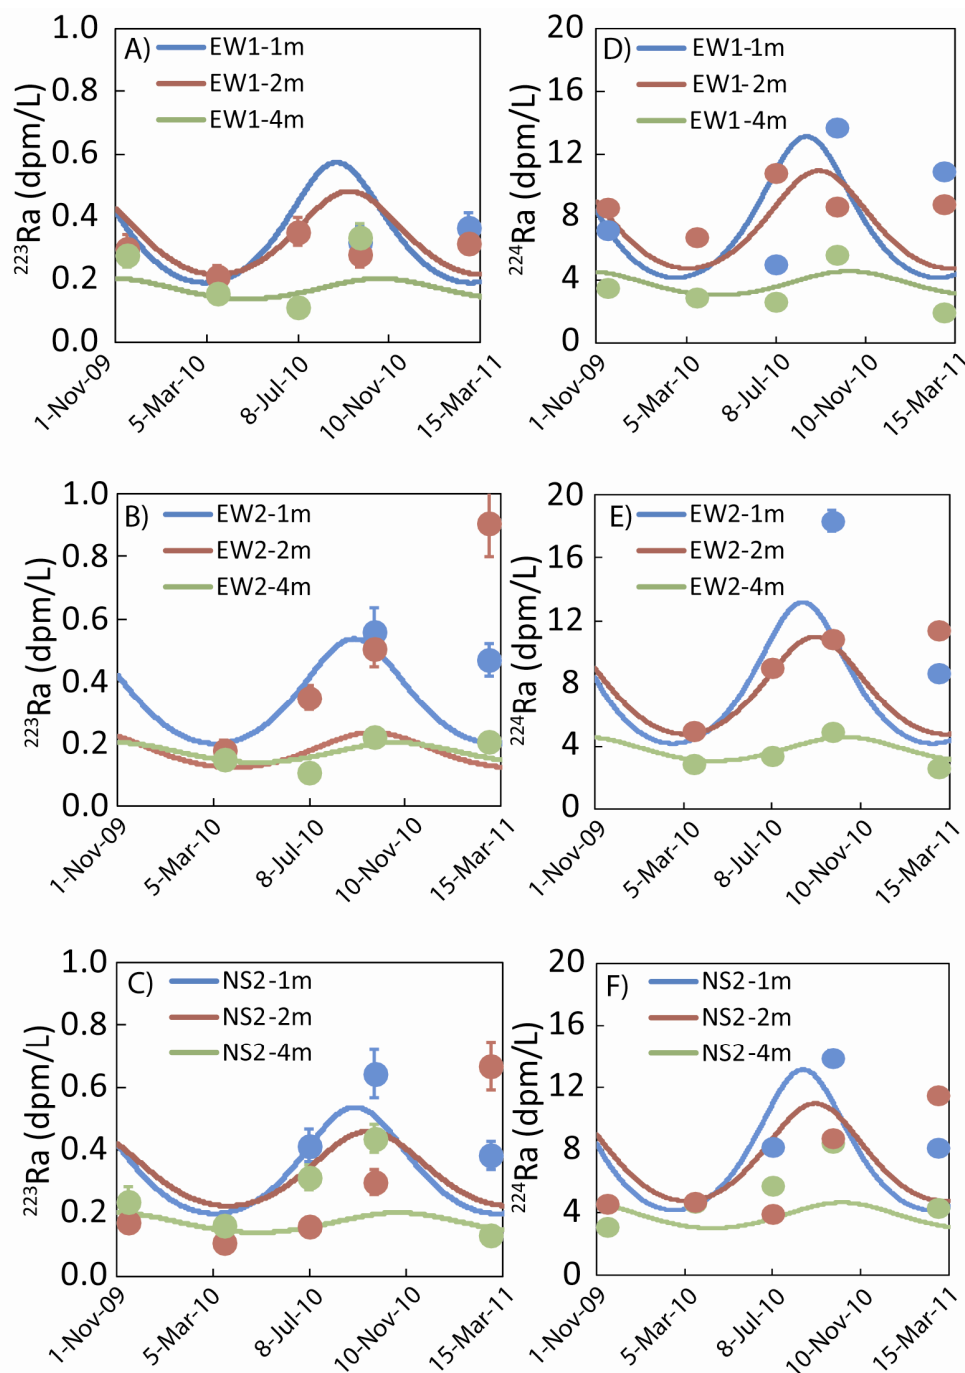 A)
EW1-1m
EW1-2m
EW1-4m
²²³Ra (dpm/L)
1.0
0.8
0.6
0.4
0.2
0.0
1-Nov-09
5-Mar-10
8-Jul-10
10-Nov-10
15-Mar-11
D)
EW1-1m
EW1-2m
EW1-4m
²²⁴Ra (dpm/L)
20
16
12
8
4
0
1-Nov-09
5-Mar-10
8-Jul-10
10-Nov-10
15-Mar-11
B)
EW2-1m
EW2-2m
EW2-4m
²²³Ra (dpm/L)
1.0
0.8
0.6
0.4
0.2
0.0
1-Nov-09
5-Mar-10
8-Jul-10
10-Nov-10
15-Mar-11
E)
EW2-1m
EW2-2m
EW2-4m
²²⁴Ra (dpm/L)
20
16
12
8
4
0
1-Nov-09
5-Mar-10
8-Jul-10
10-Nov-10
15-Mar-11
C)
NS2-1m
NS2-2m
NS2-4m
²²³Ra (dpm/L)
1.0
0.8
0.6
0.4
0.2
0.0
1-Nov-09
5-Mar-10
8-Jul-10
10-Nov-10
15-Mar-11
F)
NS2-1m
NS2-2m
NS2-4m
²²⁴Ra (dpm/L)
20
16
12
8
4
0
1-Nov-09
5-Mar-10
8-Jul-10
10-Nov-10
15-Mar-11